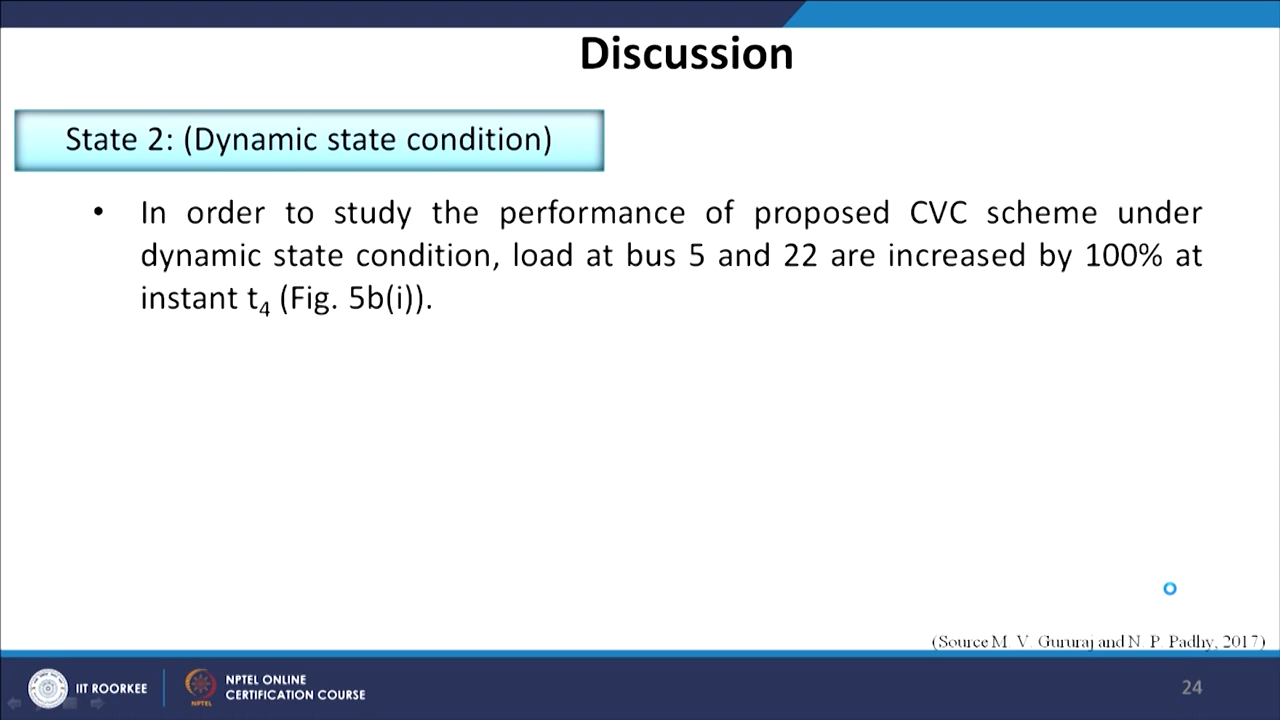 Discussion
State 2: (Dynamic state condition)
• In order to study the performance of proposed CVC scheme under
dynamic state condition, load at bus 5 and 22 are increased by 100% at
instant t₄ (Fig. 5b(i)).
(Source M. V. Gururaj and N. P. Padhy, 2017)
IIT ROORKEE
NPTEL
NPTEL ONLINE
CERTIFICATION COURSE
24